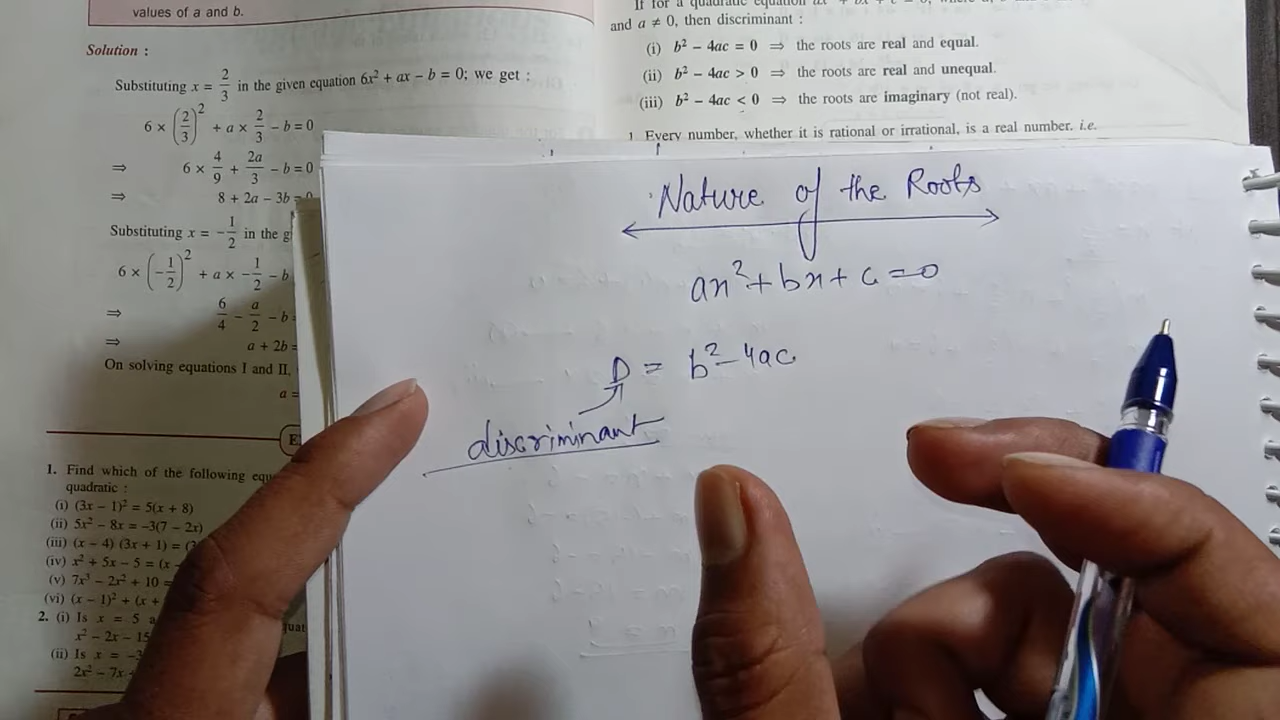 values of a and b.
Solution :
Substituting x = 2/3 in the given equation 6x² + ax − b = 0; we get :
6 × (2/3)² + a × 2/3 − b = 0
⇒ 6 × 4/9 + 2a/3 − b = 0
⇒ 8 + 2a − 3b = 0
Substituting x = −1/2 in the
6 × (−1/2)² + a × −1/2 − b
⇒ 6/4 − a/2 − b
⇒ a + 2b =
On solving equations I and II,
a =
1. Find which of the following
quadratic :
(i) (3x − 1)² = 5(x + 8)
(ii) 5x² − 8x = −3(7 − 2x)
(iii) (x − 4) (3x + 1) =
(iv) x² + 5x − 5 = (x −
(v) 7x³ − 2x² + 10 =
(vi) (x − 1)² + (x +
2. (i) Is x = 5
x² − 2x − 15
(ii) Is x =
2x² − 7x
and a ≠ 0, then discriminant :
(i) b² − 4ac = 0 ⇒ the roots are real and equal.
(ii) b² − 4ac > 0 ⇒ the roots are real and unequal.
(iii) b² − 4ac < 0 ⇒ the roots are imaginary (not real).
1. Every number, whether it is rational or irrational, is a real number. i.e.
Nature of the Roots
ax² + bx + c = 0
D = b² − 4ac
discriminant